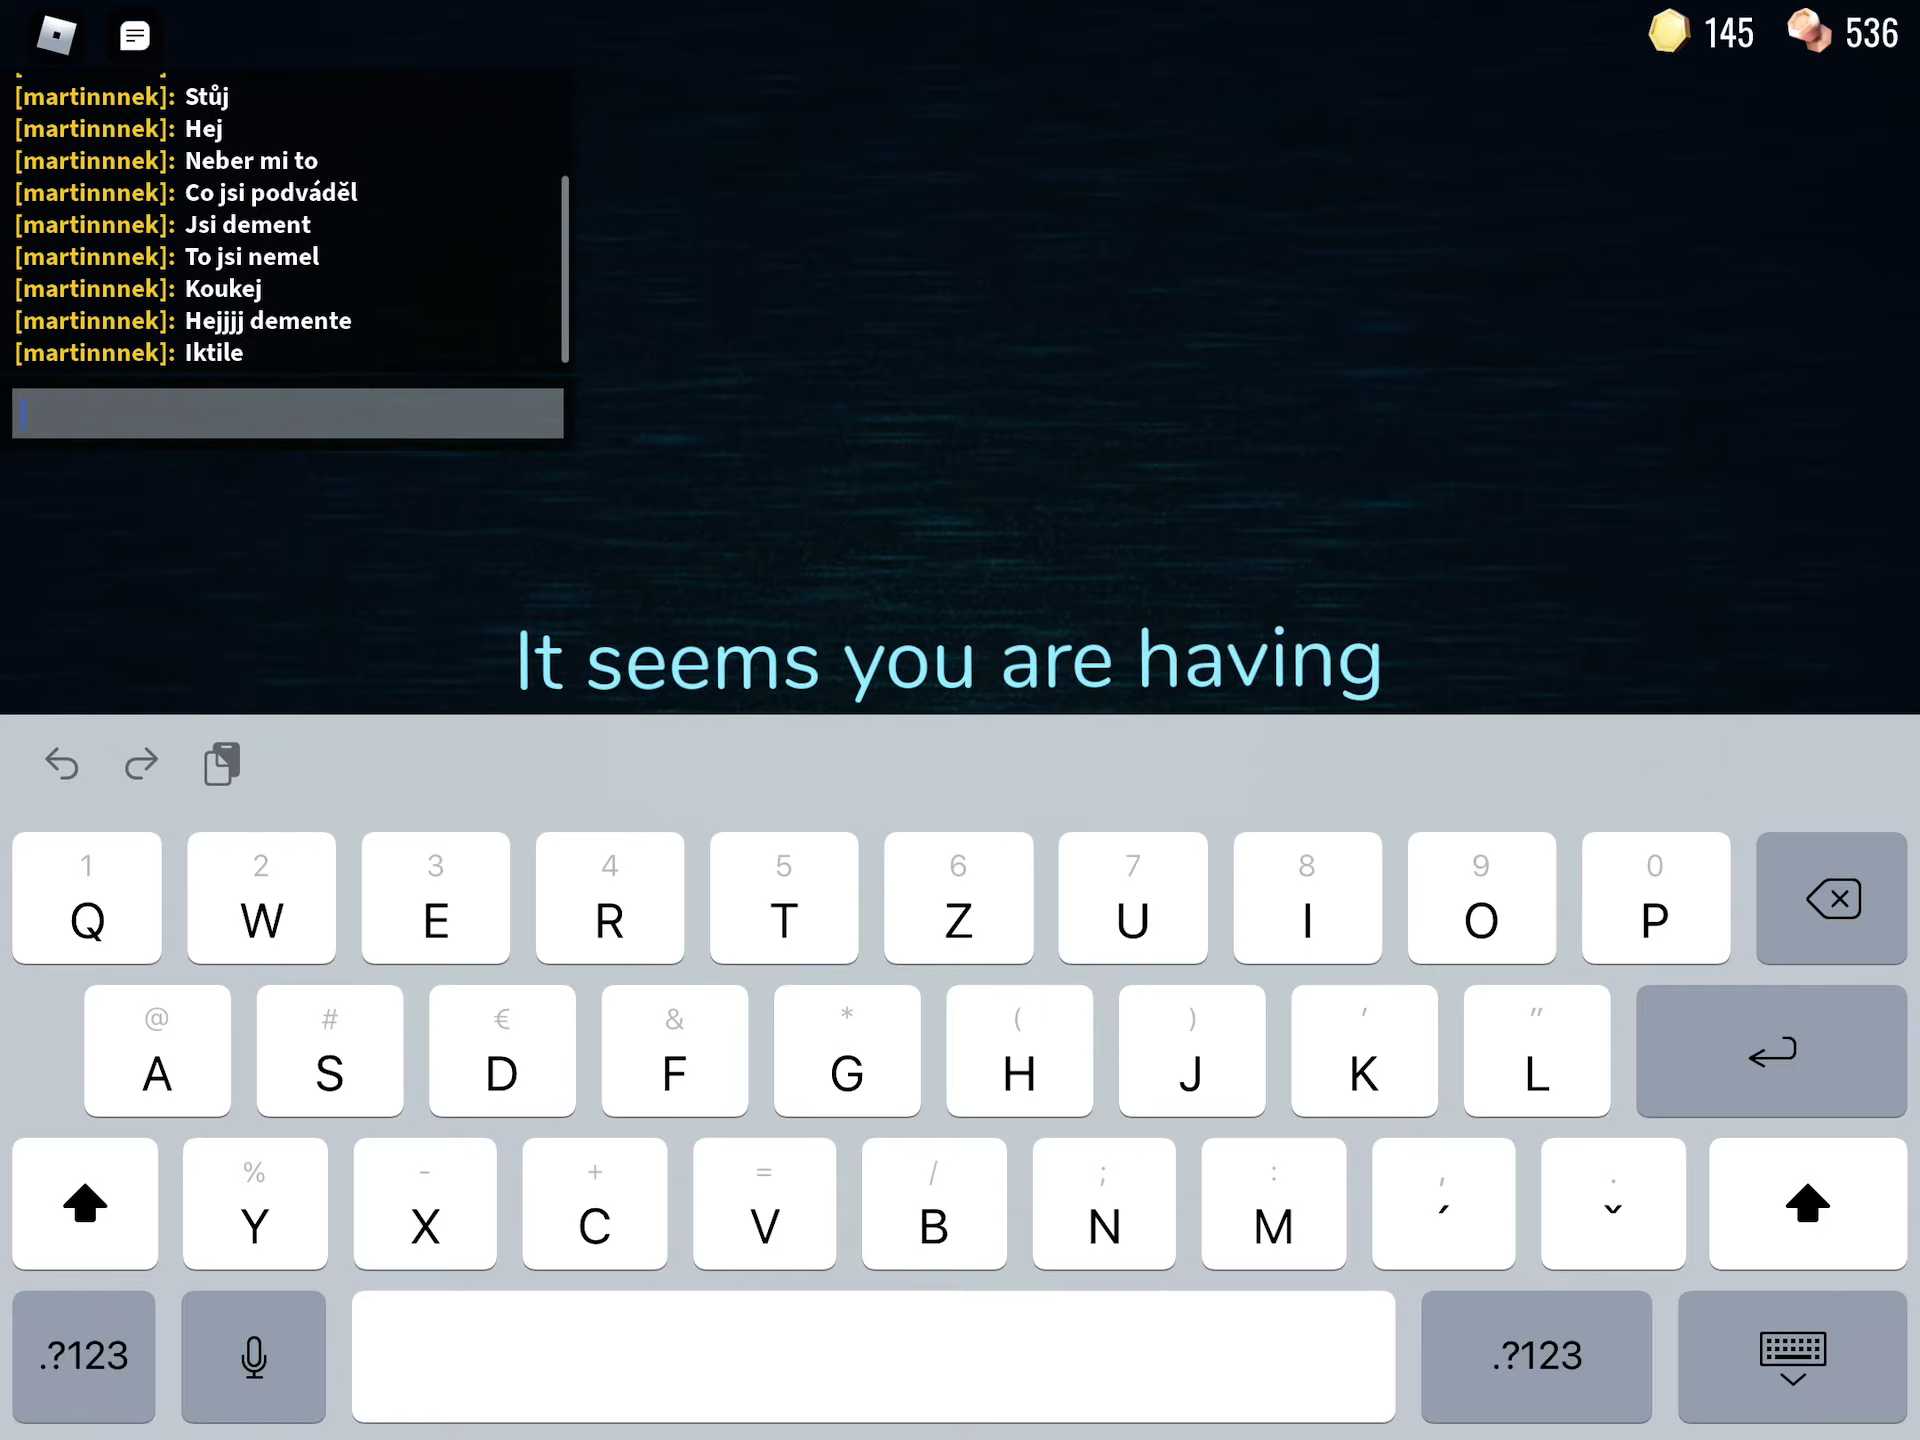 145 536
[martinnnek]: Stůj
[martinnnek]: Hej
[martinnnek]: Neber mi to
[martinnnek]: Co jsi podváděl
[martinnnek]: Jsi dement
[martinnnek]: To jsi nemel
[martinnnek]: Koukej
[martinnnek]: Hejjjj demente
[martinnnek]: Iktile
It seems you are having
1 2 3 4 5 6 7 8 9 0
Q W E R T Z U I O P
@ # € & * ( ) ' "
A S D F G H J K L
% - + = / ; : , .
Y X C V B N M ´ ˇ
.?123 .?123